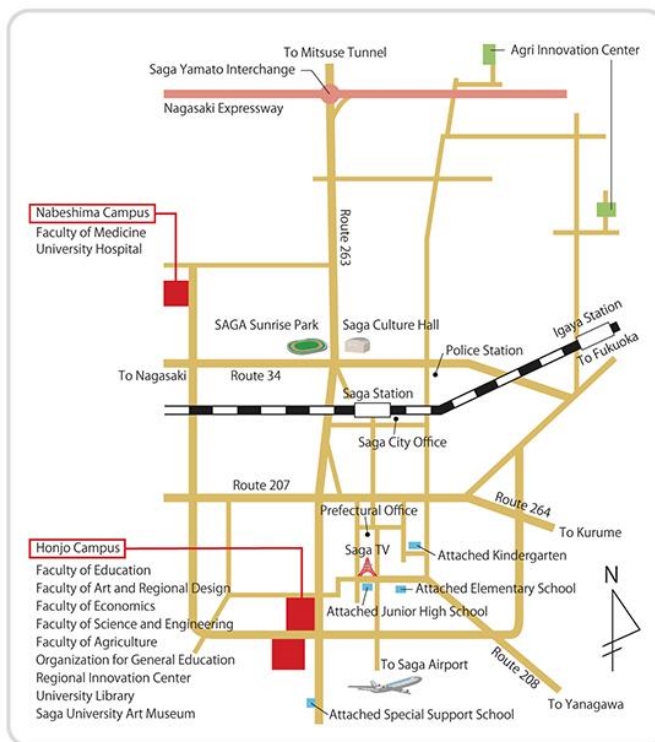 To Mitsuse Tunnel
Agri Innovation Center
Saga Yamato Interchange
Nagasaki Expressway
Nabeshima Campus
Faculty of Medicine
University Hospital
Route 263
SAGA Sunrise Park
Saga Culture Hall
Igaya Station
Police Station
To Fukuoka
To Nagasaki
Route 34
Saga Station
Saga City Office
Route 207
Route 264
Prefectural Office
To Kurume
Honjo Campus
Saga TV
Attached Kindergarten
Faculty of Education
Faculty of Art and Regional Design
Faculty of Economics
Faculty of Science and Engineering
Faculty of Agriculture
Organization for General Education
Regional Innovation Center
University Library
Saga University Art Museum
Attached Elementary School
Attached Junior High School
N
To Saga Airport
Route 208
To Yanagawa
Attached Special Support School